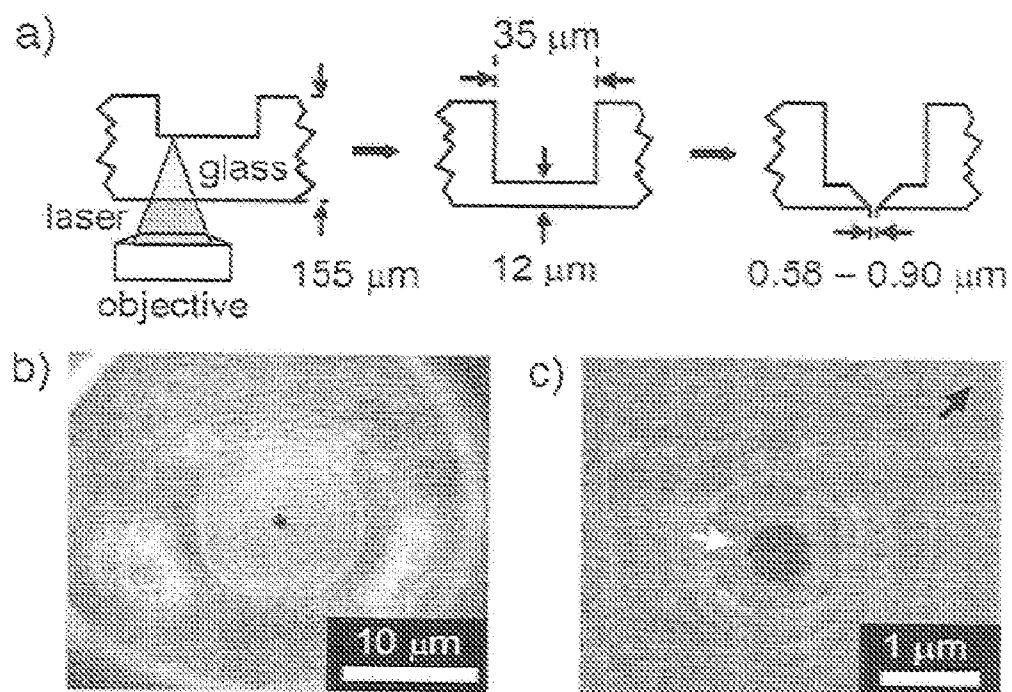 a)
35 μm
glass
laser
155 μm
12 μm
0.58 – 0.90 μm
objective
b)
c)
10 μm
1 μm